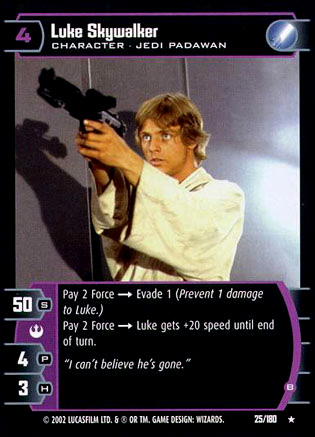 4 Luke Skywalker
CHARACTER · JEDI PADAWAN
50 S
Pay 2 Force → Evade 1 (Prevent 1 damage
to Luke.)
Pay 2 Force → Luke gets +20 speed until end
of turn.
4 P
"I can't believe he's gone."
3 H
B
© 2002 LUCASFILM LTD. & ® OR TM. GAME DESIGN: WIZARDS. 25/180 ★